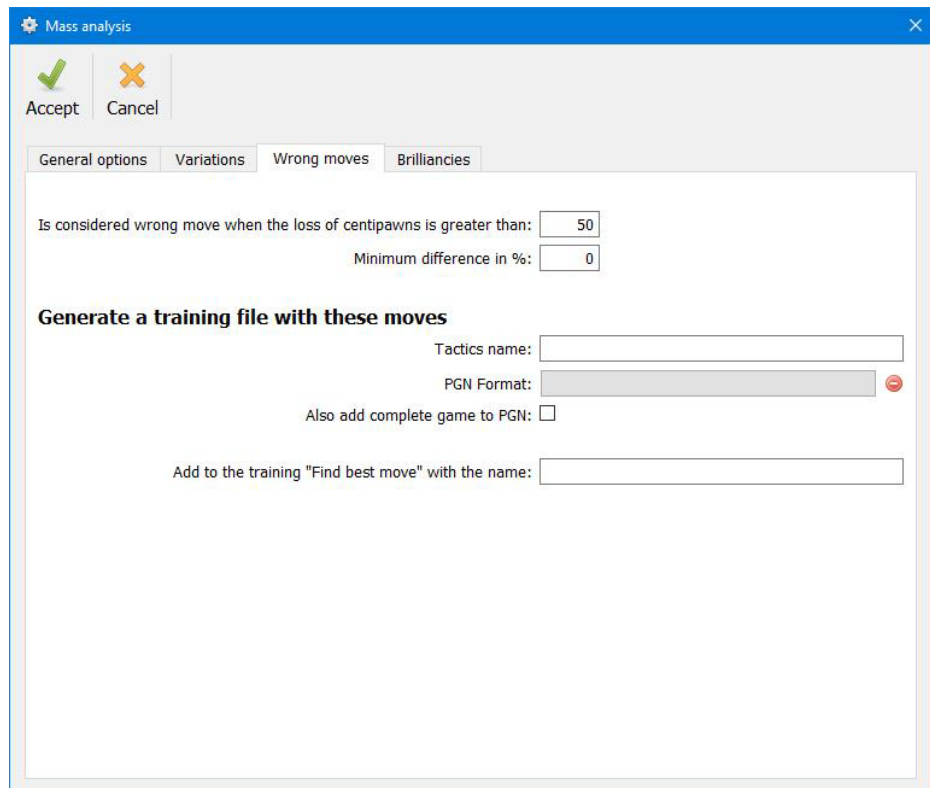 Mass analysis
Accept Cancel
General options Variations Wrong moves Brilliancies
Is considered wrong move when the loss of centipawns is greater than: 50
Minimum difference in %: 0
Generate a training file with these moves
Tactics name:
PGN Format:
Also add complete game to PGN:
Add to the training "Find best move" with the name: